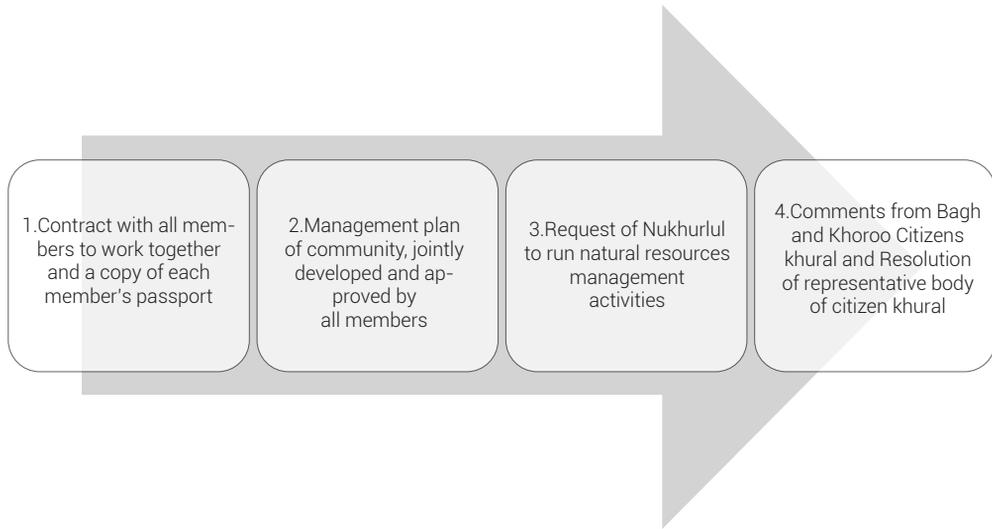 1.Contract with all mem-
bers to work together
and a copy of each
member's passport
2.Management plan
of community, jointly
developed and ap-
proved by
all members
3.Request of Nukhurlul
to run natural resources
management
activities
4.Comments from Bagh
and Khoroo Citizens
khural and Resolution
of representative body
of citizen khural